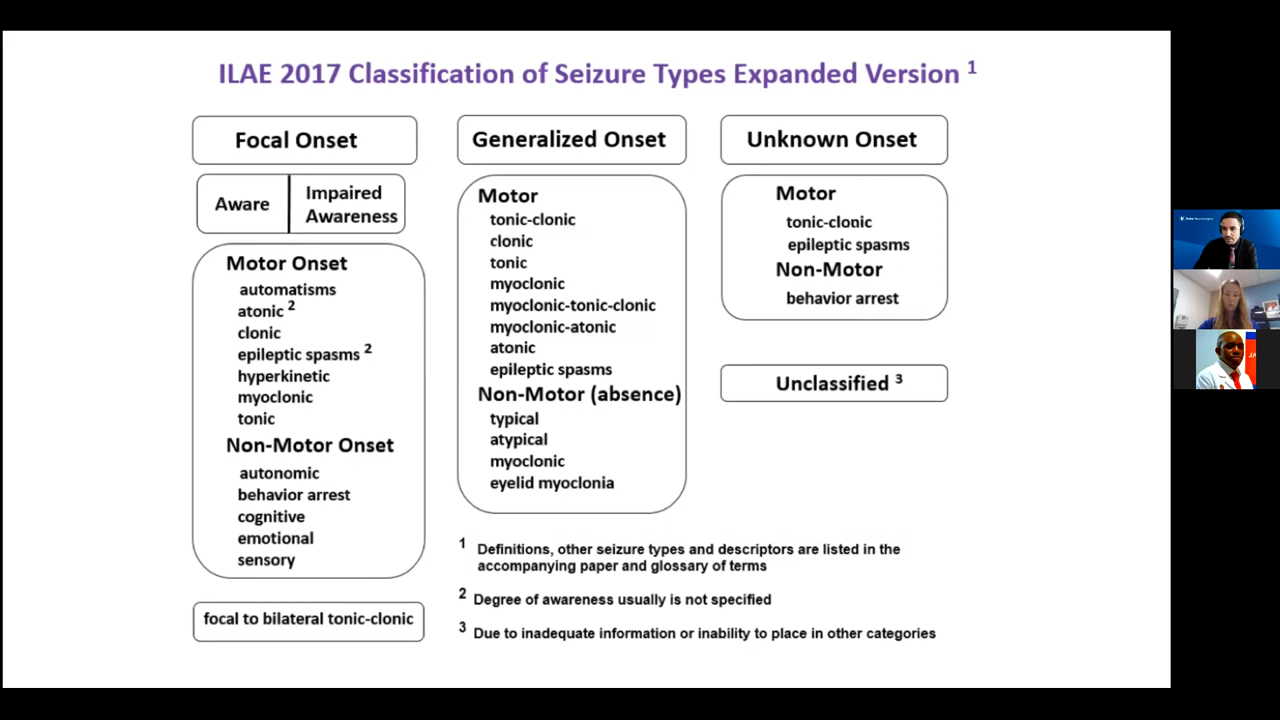 ILAE 2017 Classification of Seizure Types Expanded Version 1
Focal Onset
Aware
Impaired
Awareness
Motor Onset
automatisms
atonic 2
clonic
epileptic spasms 2
hyperkinetic
myoclonic
tonic
Non-Motor Onset
autonomic
behavior arrest
cognitive
emotional
sensory
focal to bilateral tonic-clonic
Generalized Onset
Motor
tonic-clonic
clonic
tonic
myoclonic
myoclonic-tonic-clonic
myoclonic-atonic
atonic
epileptic spasms
Non-Motor (absence)
typical
atypical
myoclonic
eyelid myoclonia
Unknown Onset
Motor
tonic-clonic
epileptic spasms
Non-Motor
behavior arrest
Unclassified 3
1 Definitions, other seizure types and descriptors are listed in the
accompanying paper and glossary of terms
2 Degree of awareness usually is not specified
3 Due to inadequate information or inability to place in other categories